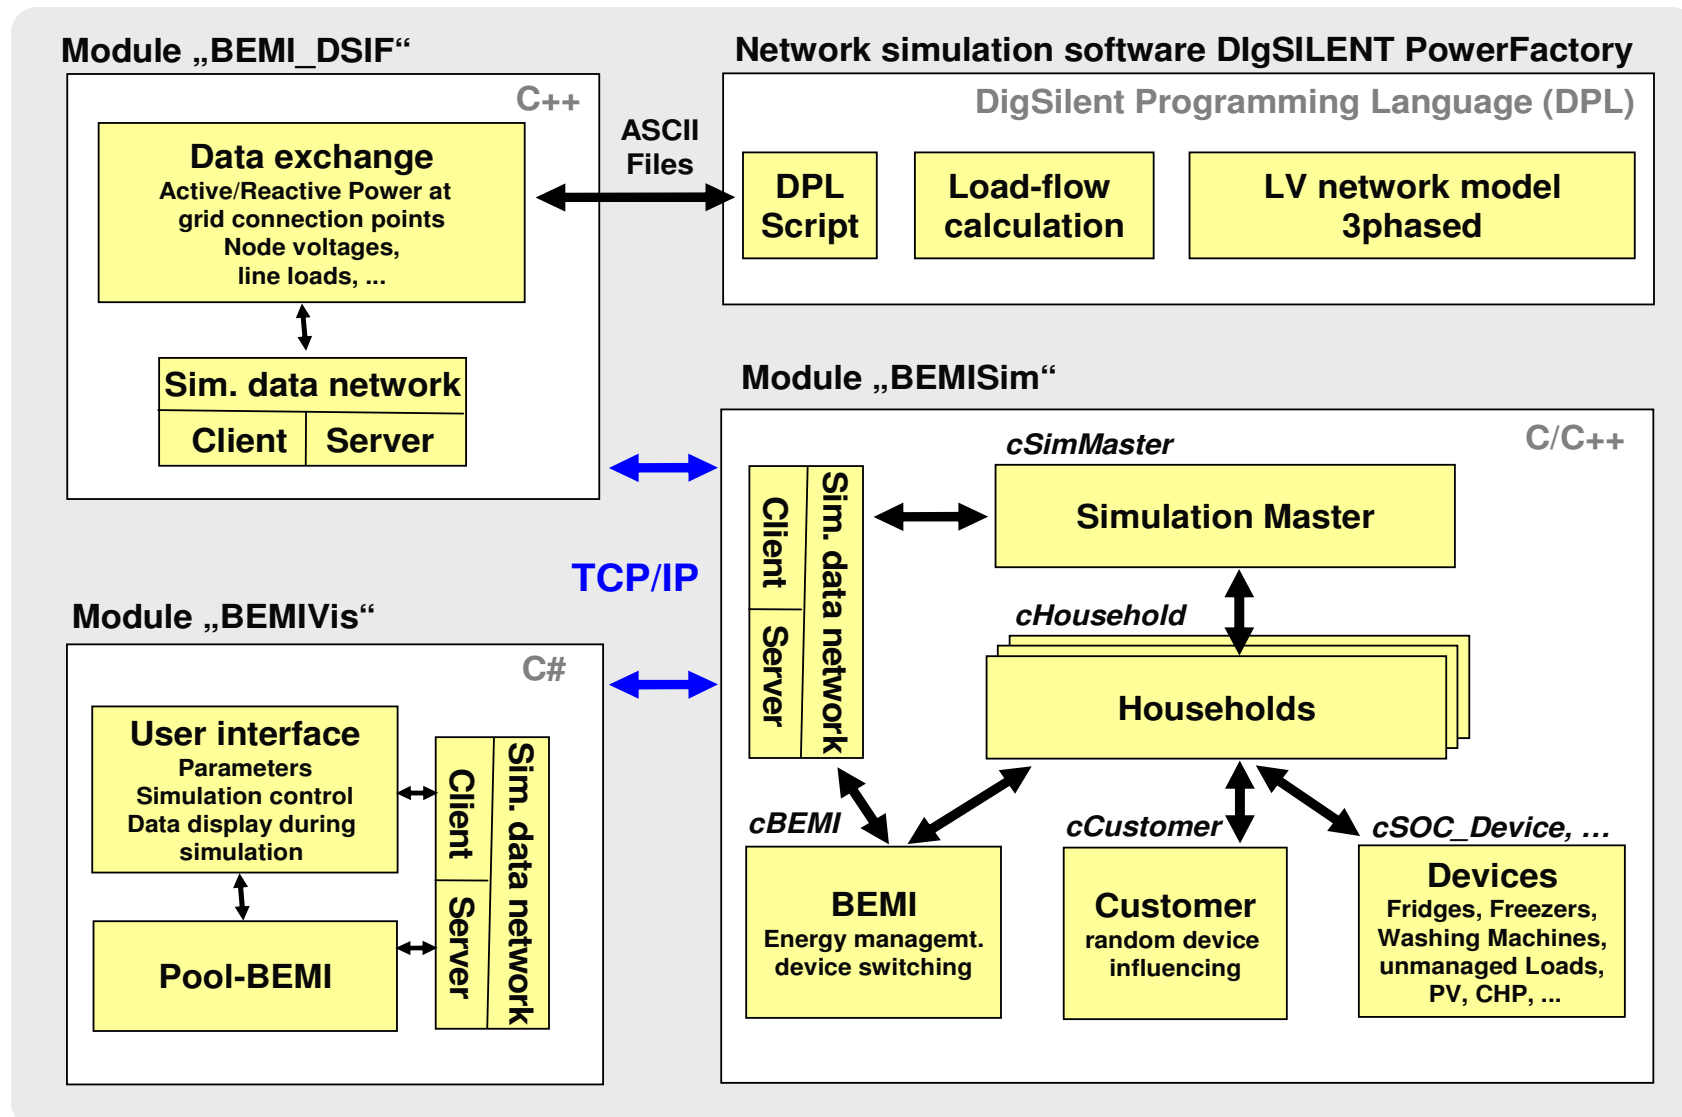 Module „BEMI_DSIF“
C++
Data exchange
Active/Reactive Power at
grid connection points
Node voltages,
line loads, ...
Sim. data network
Client
Server
ASCII
Files
Network simulation software DIgSILENT PowerFactory
DigSilent Programming Language (DPL)
DPL
Script
Load-flow
calculation
LV network model
3phased
TCP/IP
Module „BEMIVis“
C#
User interface
Parameters
Simulation control
Data display during
simulation
Pool-BEMI
Sim. data network
Client
Server
Module „BEMISim“
C/C++
Sim. data network
Client
Server
cSimMaster
Simulation Master
cHousehold
Households
cBEMI
BEMI
Energy managemt.
device switching
cCustomer
Customer
random device
influencing
cSOC_Device, ...
Devices
Fridges, Freezers,
Washing Machines,
unmanaged Loads,
PV, CHP, ...